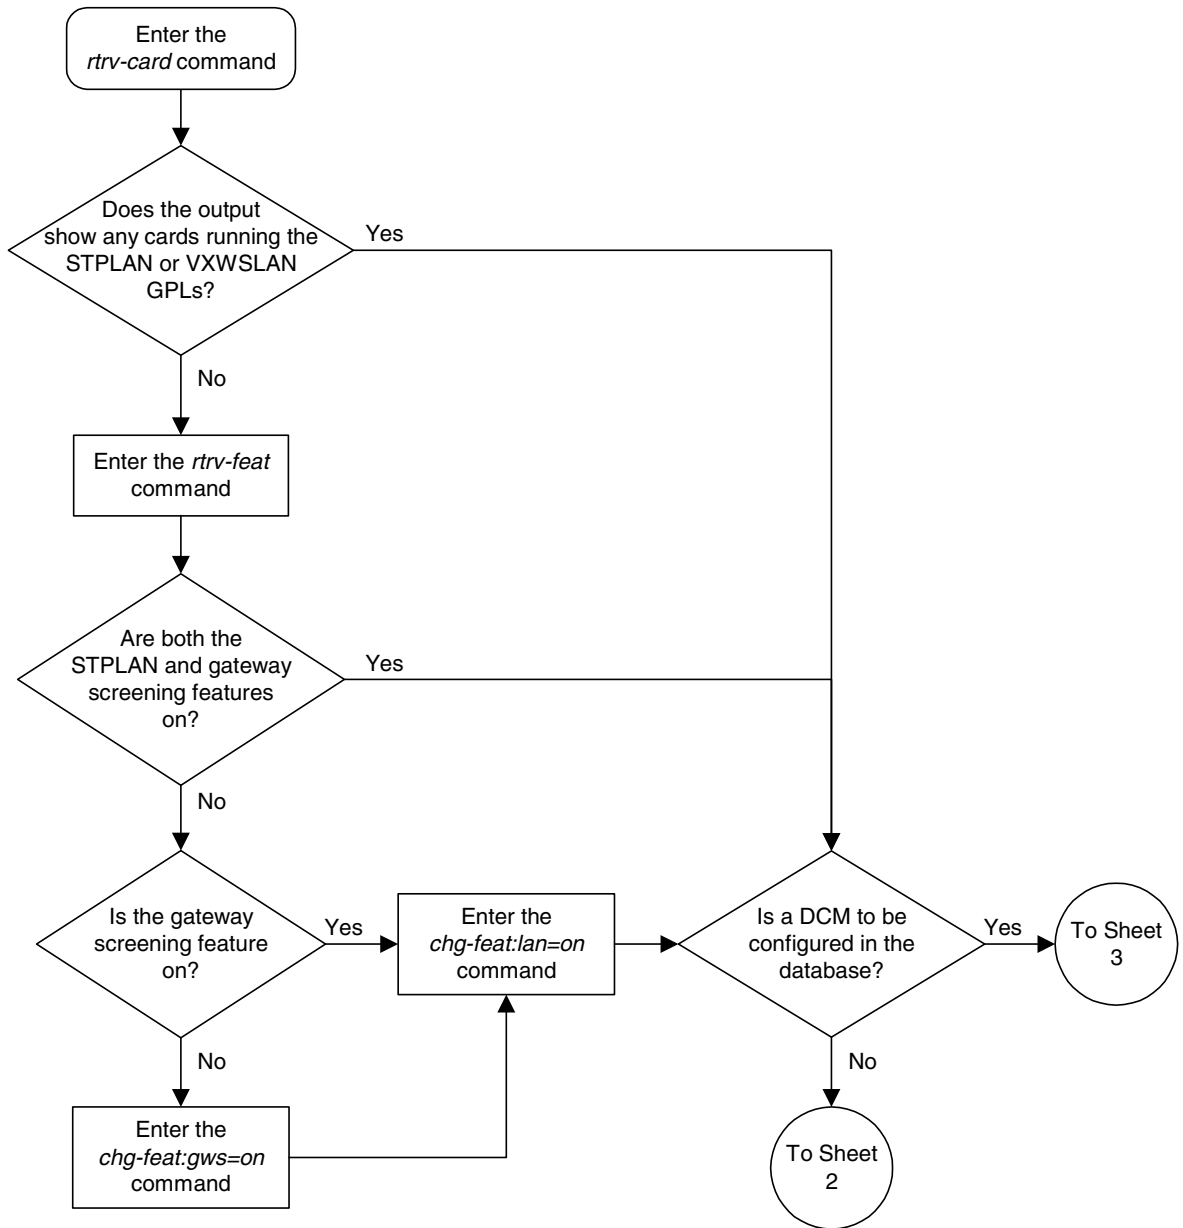 Enter the
rtrv-card command
Does the output
show any cards running the
STPLAN or VXWSLAN
GPLs?
Yes
No
Enter the rtrv-feat
command
Are both the
STPLAN and gateway
screening features
on?
Yes
No
Is the gateway
screening feature
on?
Yes
Enter the
chg-feat:lan=on
command
Is a DCM to be
configured in the
database?
Yes
To Sheet
3
No
Enter the
chg-feat:gws=on
command
No
To Sheet
2